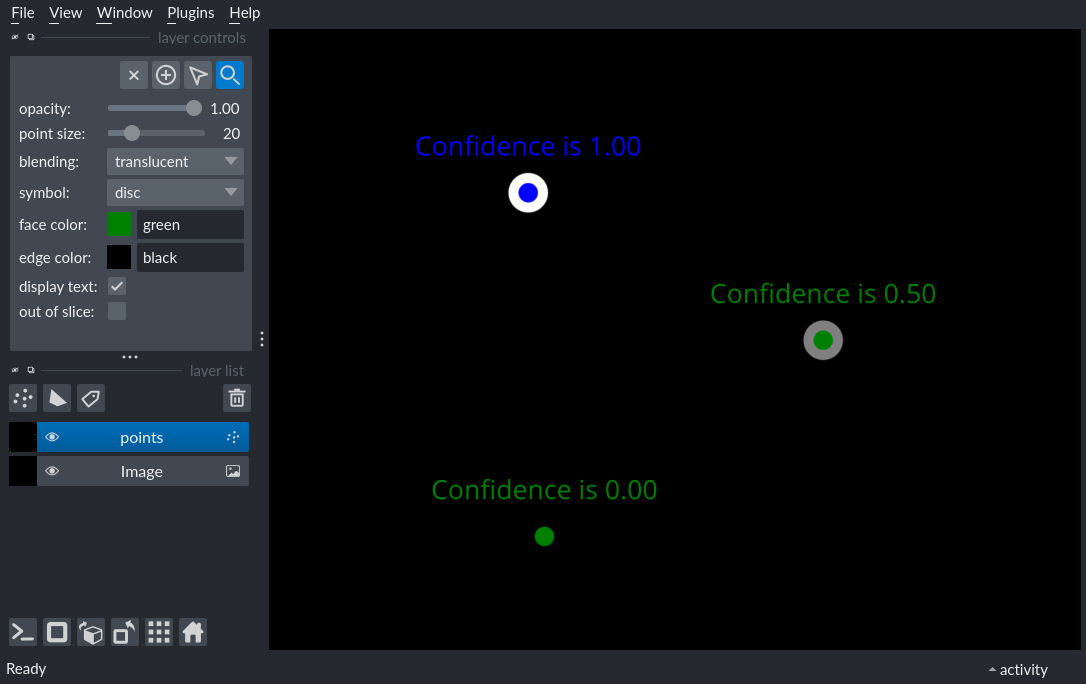 File View Window Plugins Help
layer controls
opacity: 1.00
point size: 20
blending: translucent
symbol: disc
face color: green
edge color: black
display text:
out of slice:
layer list
points
Image
Confidence is 1.00
Confidence is 0.50
Confidence is 0.00
Ready
activity